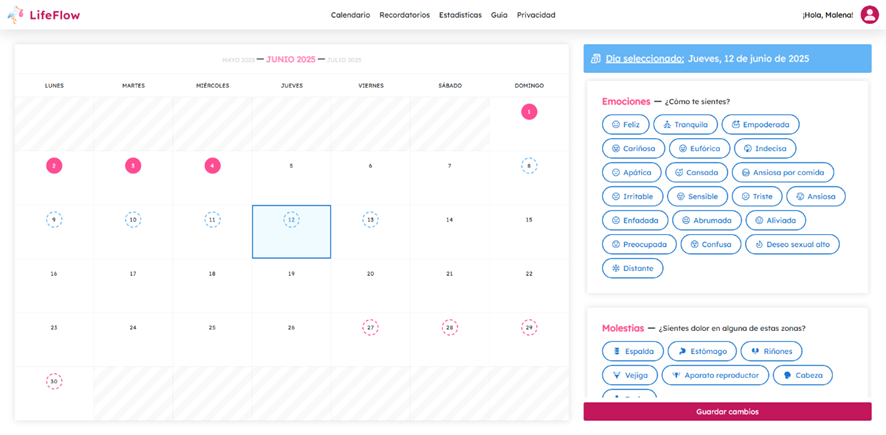 LifeFlow
Calendario Recordatorios Estadísticas Guía Privacidad
¡Hola, Malena!
MAYO 2025 — JUNIO 2025 — JULIO 2025
LUNES MARTES MIÉRCOLES JUEVES VIERNES SÁBADO DOMINGO
1
2 3 4 5 6 7 8
9 10 11 12 13 14 15
16 17 18 19 20 21 22
23 24 25 26 27 28 29
30
Día seleccionado: Jueves, 12 de junio de 2025
Emociones — ¿Cómo te sientes?
Feliz Tranquila Empoderada
Cariñosa Eufórica Indecisa
Apática Cansada Ansiosa por comida
Irritable Sensible Triste Ansiosa
Enfadada Abrumada Aliviada
Preocupada Confusa Deseo sexual alto
Distante
Molestias — ¿Sientes dolor en alguna de estas zonas?
Espalda Estómago Riñones
Vejiga Aparato reproductor Cabeza
Guardar cambios